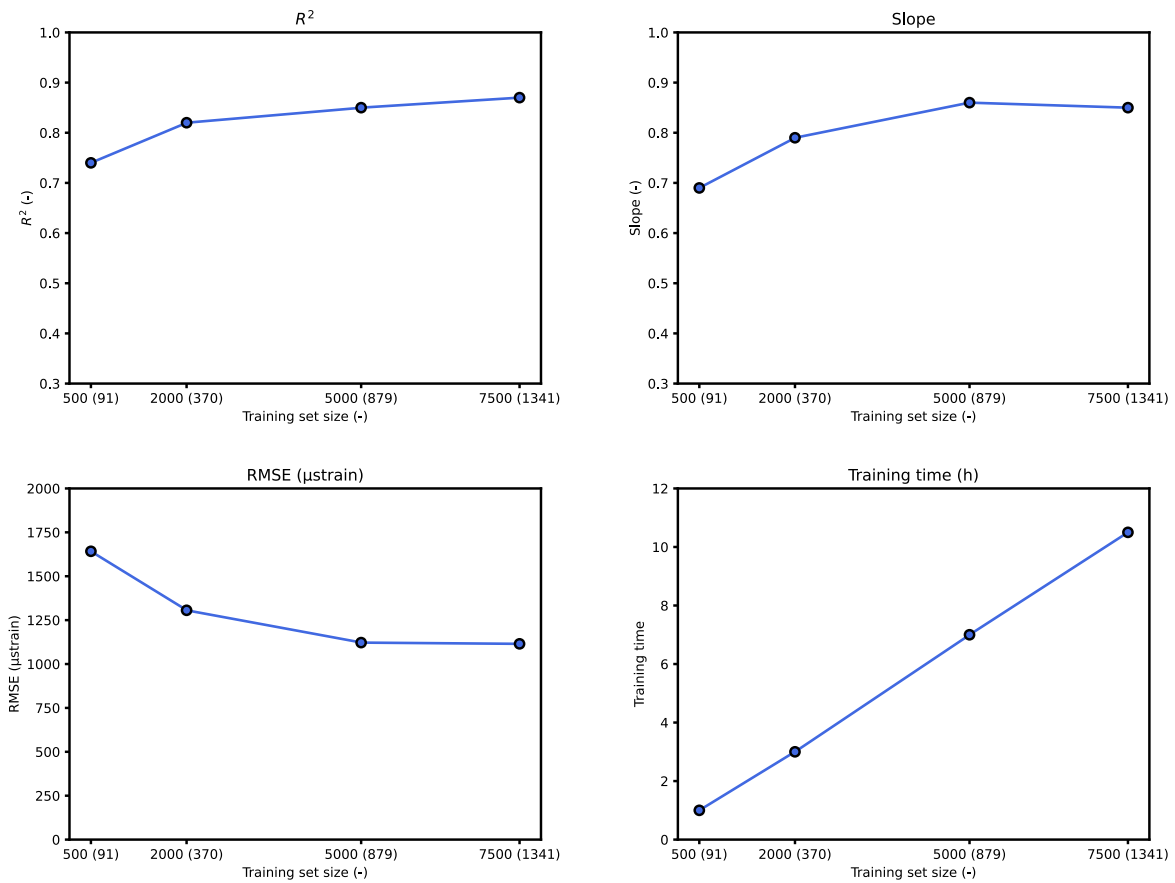 R²
1.0
0.9
0.8
0.7
0.6
0.5
0.4
0.3
R² (-)
500 (91) 2000 (370) 5000 (879) 7500 (1341)
Training set size (-)
Slope
1.0
0.9
0.8
0.7
0.6
0.5
0.4
0.3
Slope (-)
500 (91) 2000 (370) 5000 (879) 7500 (1341)
Training set size (-)
RMSE (μstrain)
2000
1750
1500
1250
1000
750
500
250
0
RMSE (μstrain)
500 (91) 2000 (370) 5000 (879) 7500 (1341)
Training set size (-)
Training time (h)
12
10
8
6
4
2
0
Training time
500 (91) 2000 (370) 5000 (879) 7500 (1341)
Training set size (-)